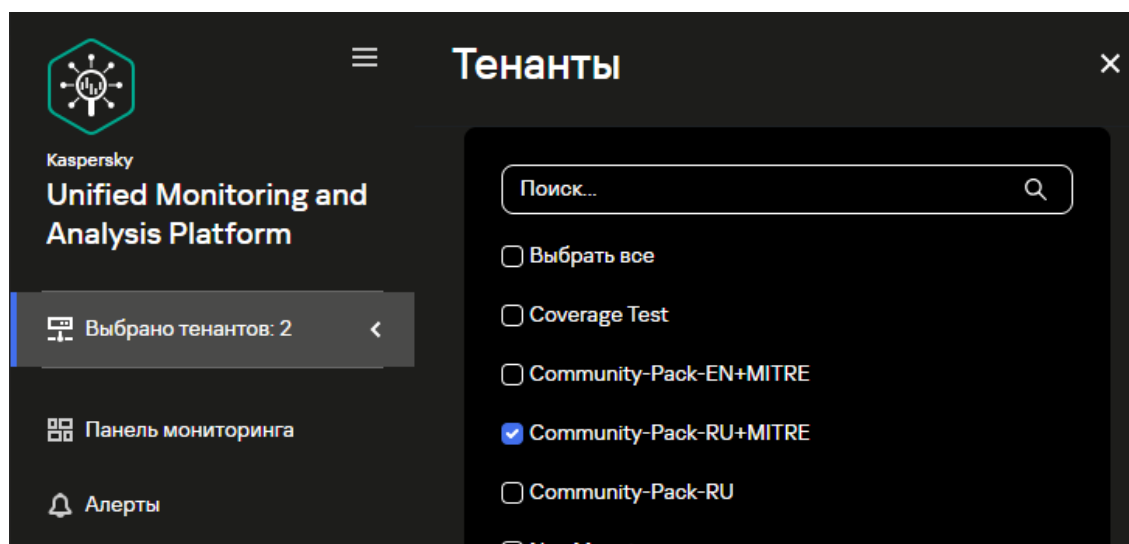 Kaspersky
Unified Monitoring and
Analysis Platform
Выбрано тенантов: 2
Панель мониторинга
Алерты
Тенанты
Поиск...
Выбрать все
Coverage Test
Community-Pack-EN+MITRE
Community-Pack-RU+MITRE
Community-Pack-RU